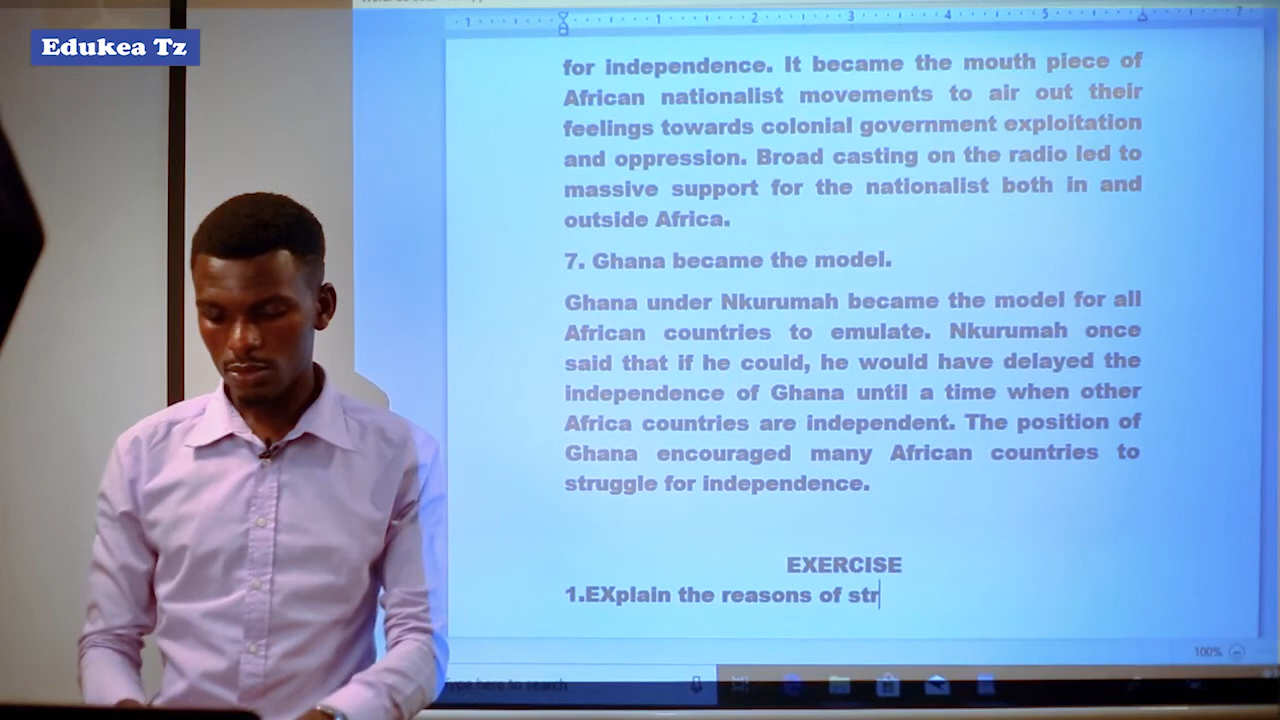 Edukea Tz
for independence. It became the mouth piece of
African nationalist movements to air out their
feelings towards colonial government exploitation
and oppression. Broad casting on the radio led to
massive support for the nationalist both in and
outside Africa.
7. Ghana became the model.
Ghana under Nkurumah became the model for all
African countries to emulate. Nkurumah once
said that if he could, he would have delayed the
independence of Ghana until a time when other
Africa countries are independent. The position of
Ghana encouraged many African countries to
struggle for independence.
EXERCISE
1.EXplain the reasons of str
100%
Type here to search